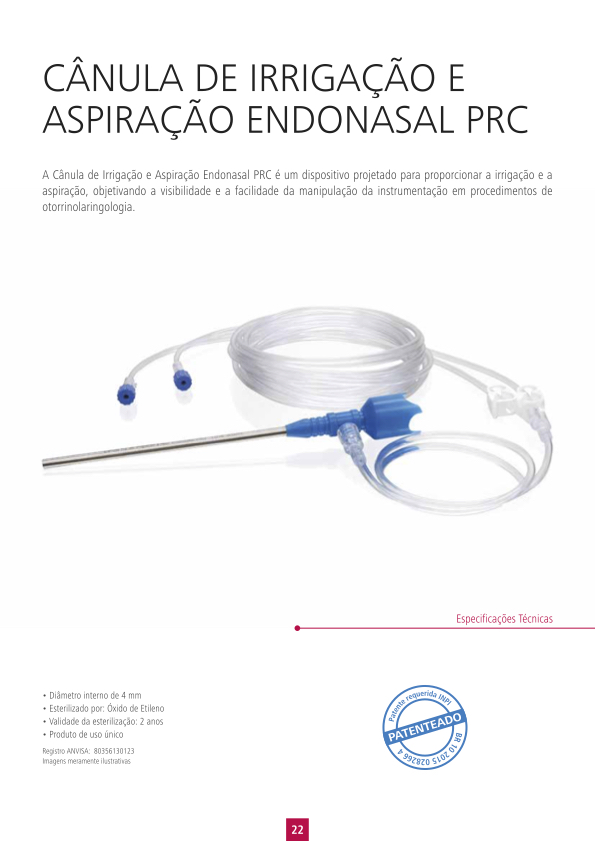 CÂNULA DE IRRIGAÇÃO E
ASPIRAÇÃO ENDONASAL PRC
A Cânula de Irrigação e Aspiração Endonasal PRC é um dispositivo projetado para proporcionar a irrigação e a
aspiração, objetivando a visibilidade e a facilidade da manipulação da instrumentação em procedimentos de
otorrinolaringologia.
Especificações Técnicas
• Diâmetro interno de 4 mm
• Esterilizado por: Óxido de Etileno
• Validade da esterilização: 2 anos
• Produto de uso único
Registro ANVISA: 80356130123
Imagens meramente ilustrativas
Patente requerida INPI
PATENTEADO
BR 10 2015 028266 4
22